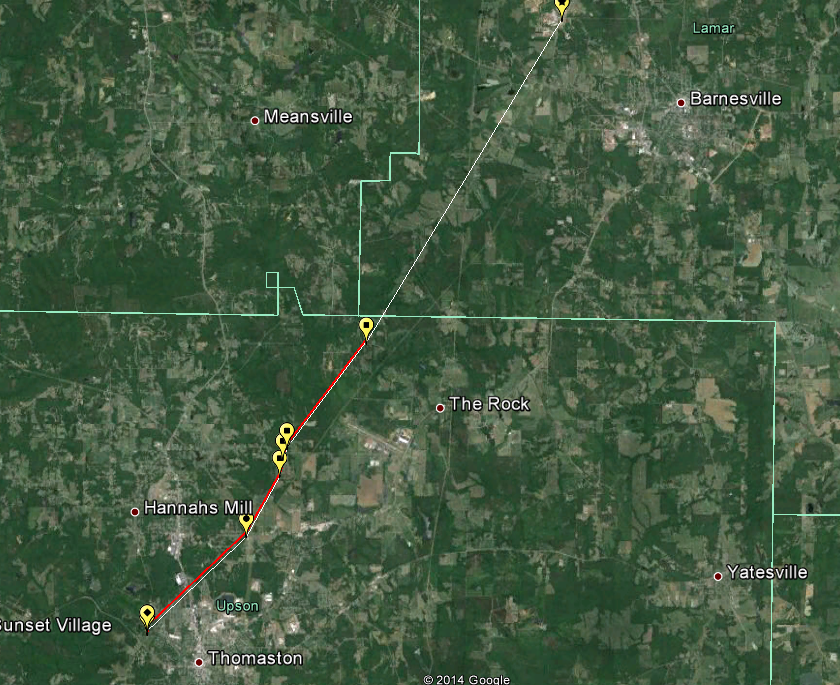 Lamar
Barnesville
Meansville
The Rock
Hannahs Mill
Yatesville
Upson
Sunset Village
Thomaston
© 2014 Google